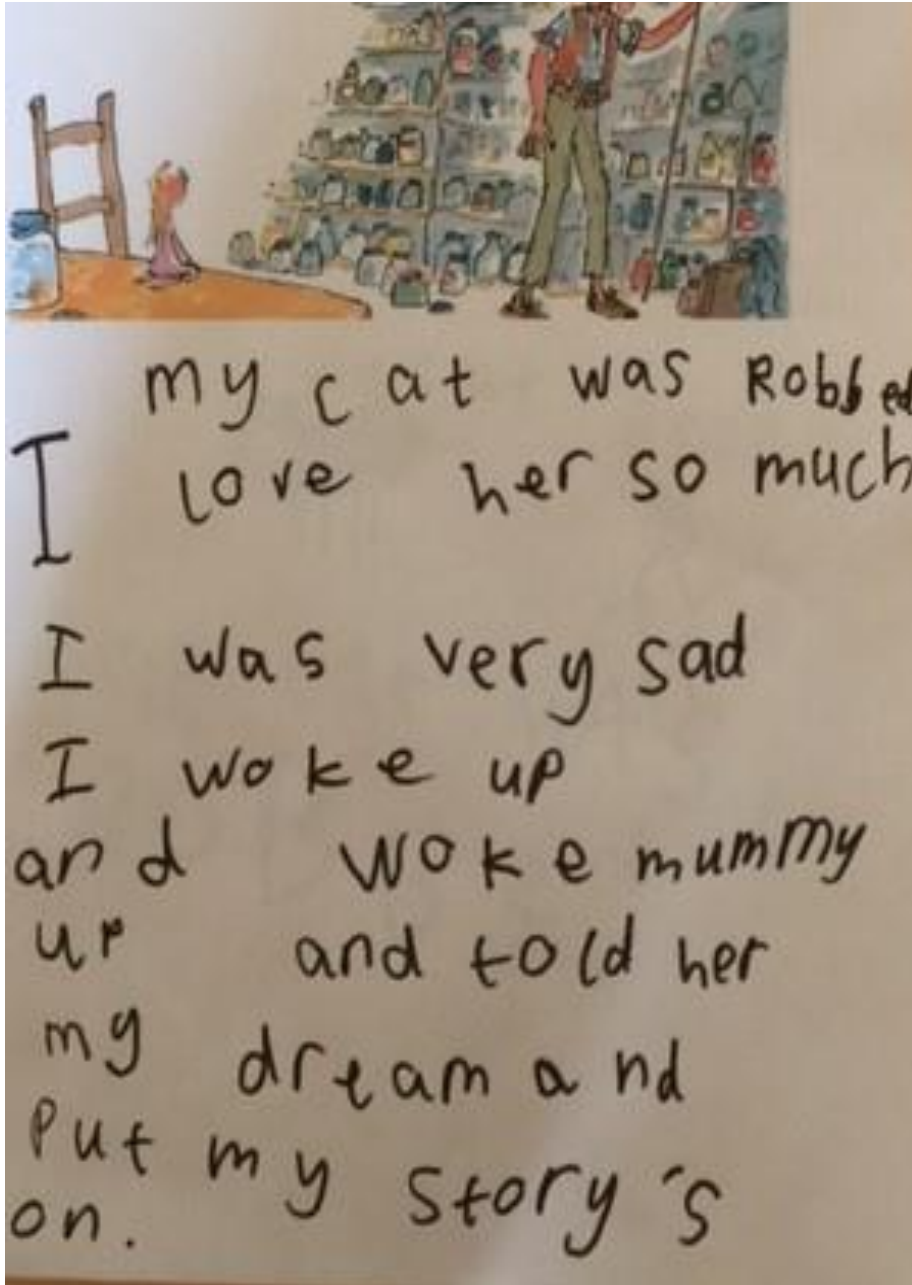 my cat was Robbed
I love her so much
I was very sad
I woke up
and woke mummy
up and told her
my dream and
Put my story's
on.